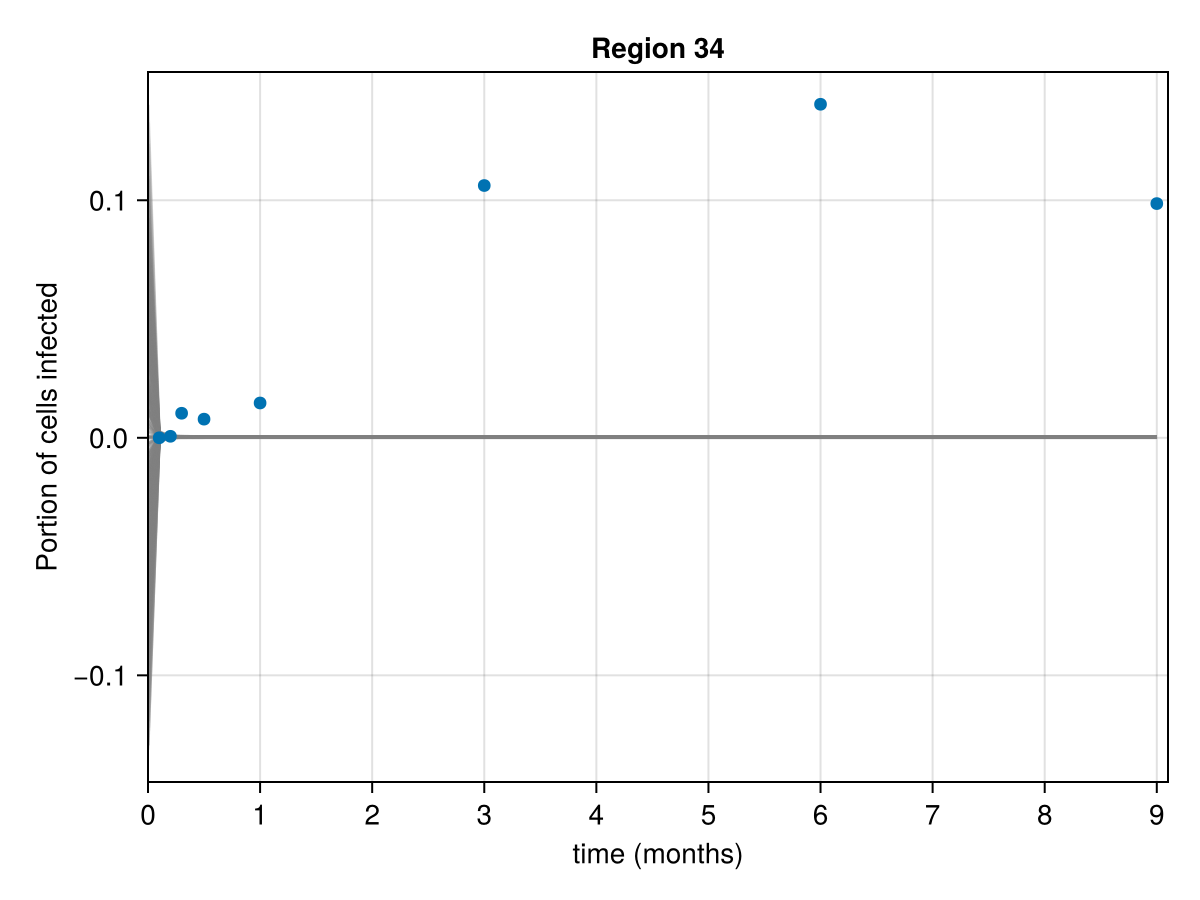 Region 34
Portion of cells infected
0.1
0.0
−0.1
0 1 2 3 4 5 6 7 8 9
time (months)